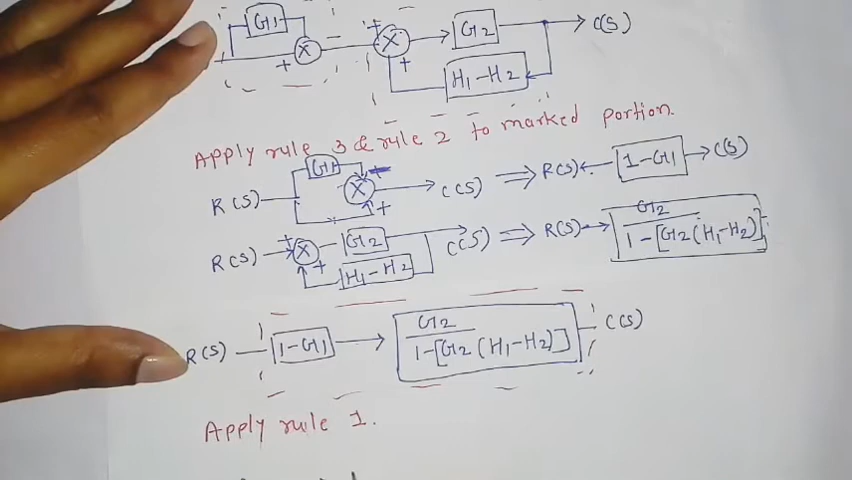 G1 X + + X + G2 C(S)
H1-H2
Apply rule 3 & rule 2 to marked portion.
R(S) G1 X + C(S) ⟹ R(S) 1-G1 C(S)
R(S) + X + G2 C(S) ⟹ R(S) G2
H1-H2 1-[G2(H1-H2)]
R(S) 1-G1 G2 C(S)
1-[G2(H1-H2)]
Apply rule 1.